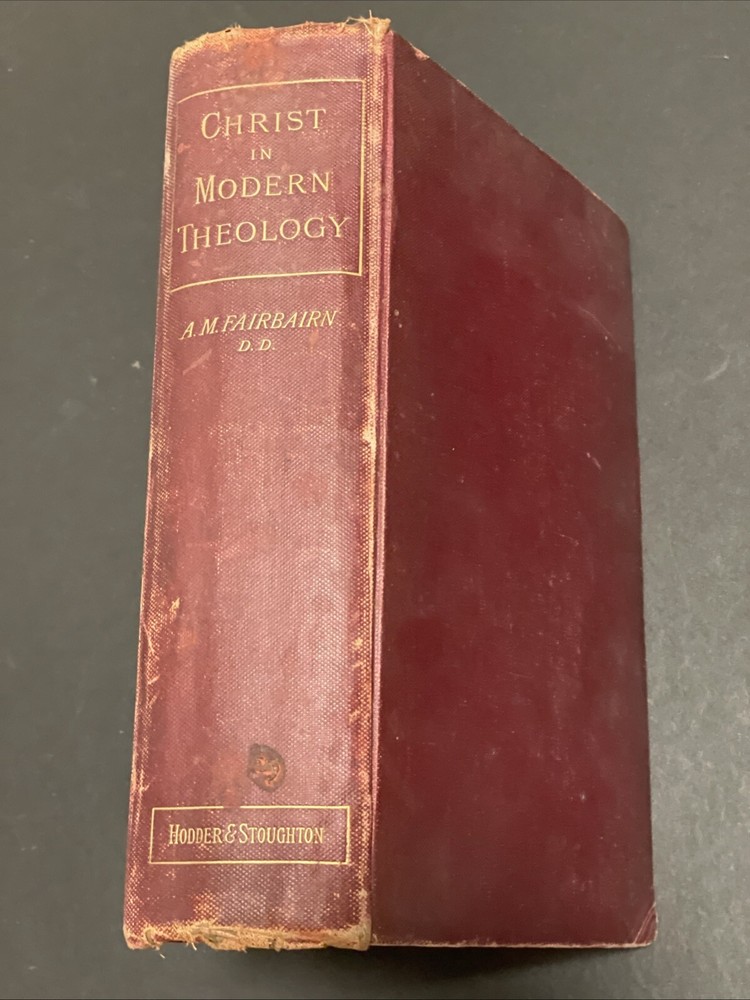 CHRIST
IN
MODERN
THEOLOGY
A. M. FAIRBAIRN
D. D.
HODDER & STOUGHTON